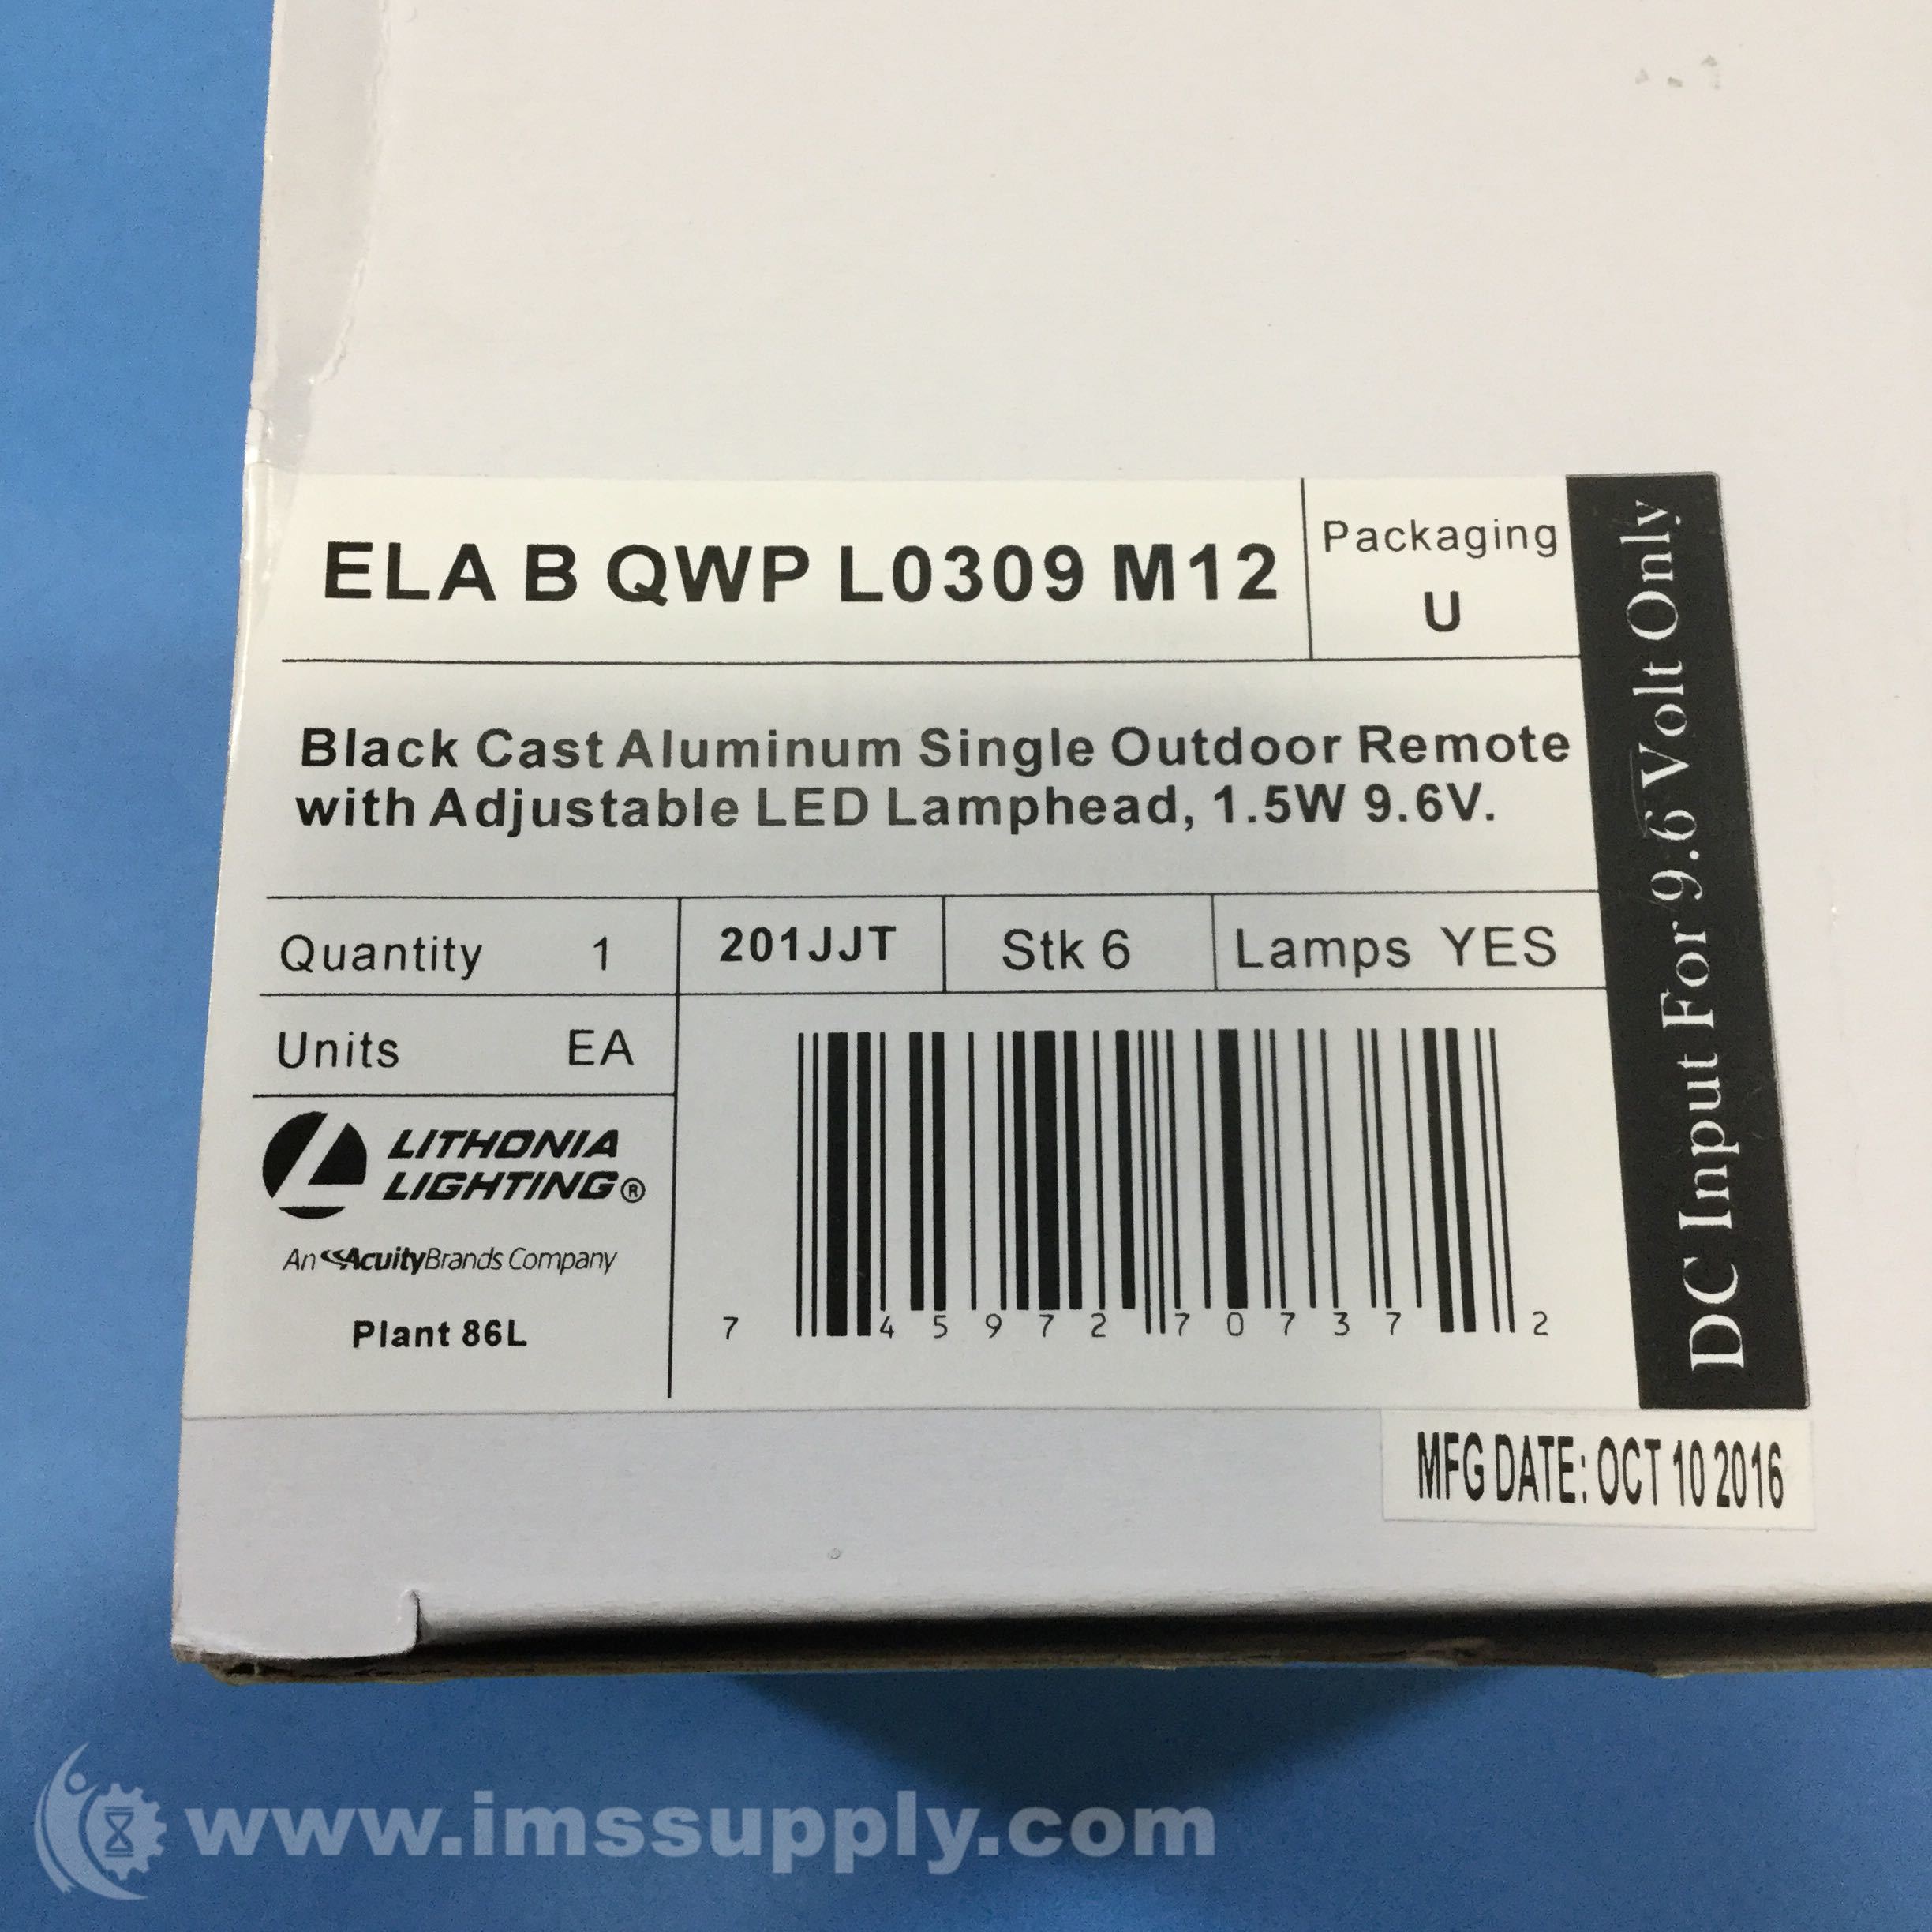 ELA B QWP L0309 M12
Packaging
U
Black Cast Aluminum Single Outdoor Remote
with Adjustable LED Lamphead, 1.5W 9.6V.
Quantity 1
201JJT
Stk 6
Lamps YES
Units EA
LITHONIA
LIGHTING®
An AcuityBrands Company
Plant 86L
7 45972 70737 2
DC Input For 9.6 Volt Only
MFG DATE: OCT 10 2016
www.imssupply.com